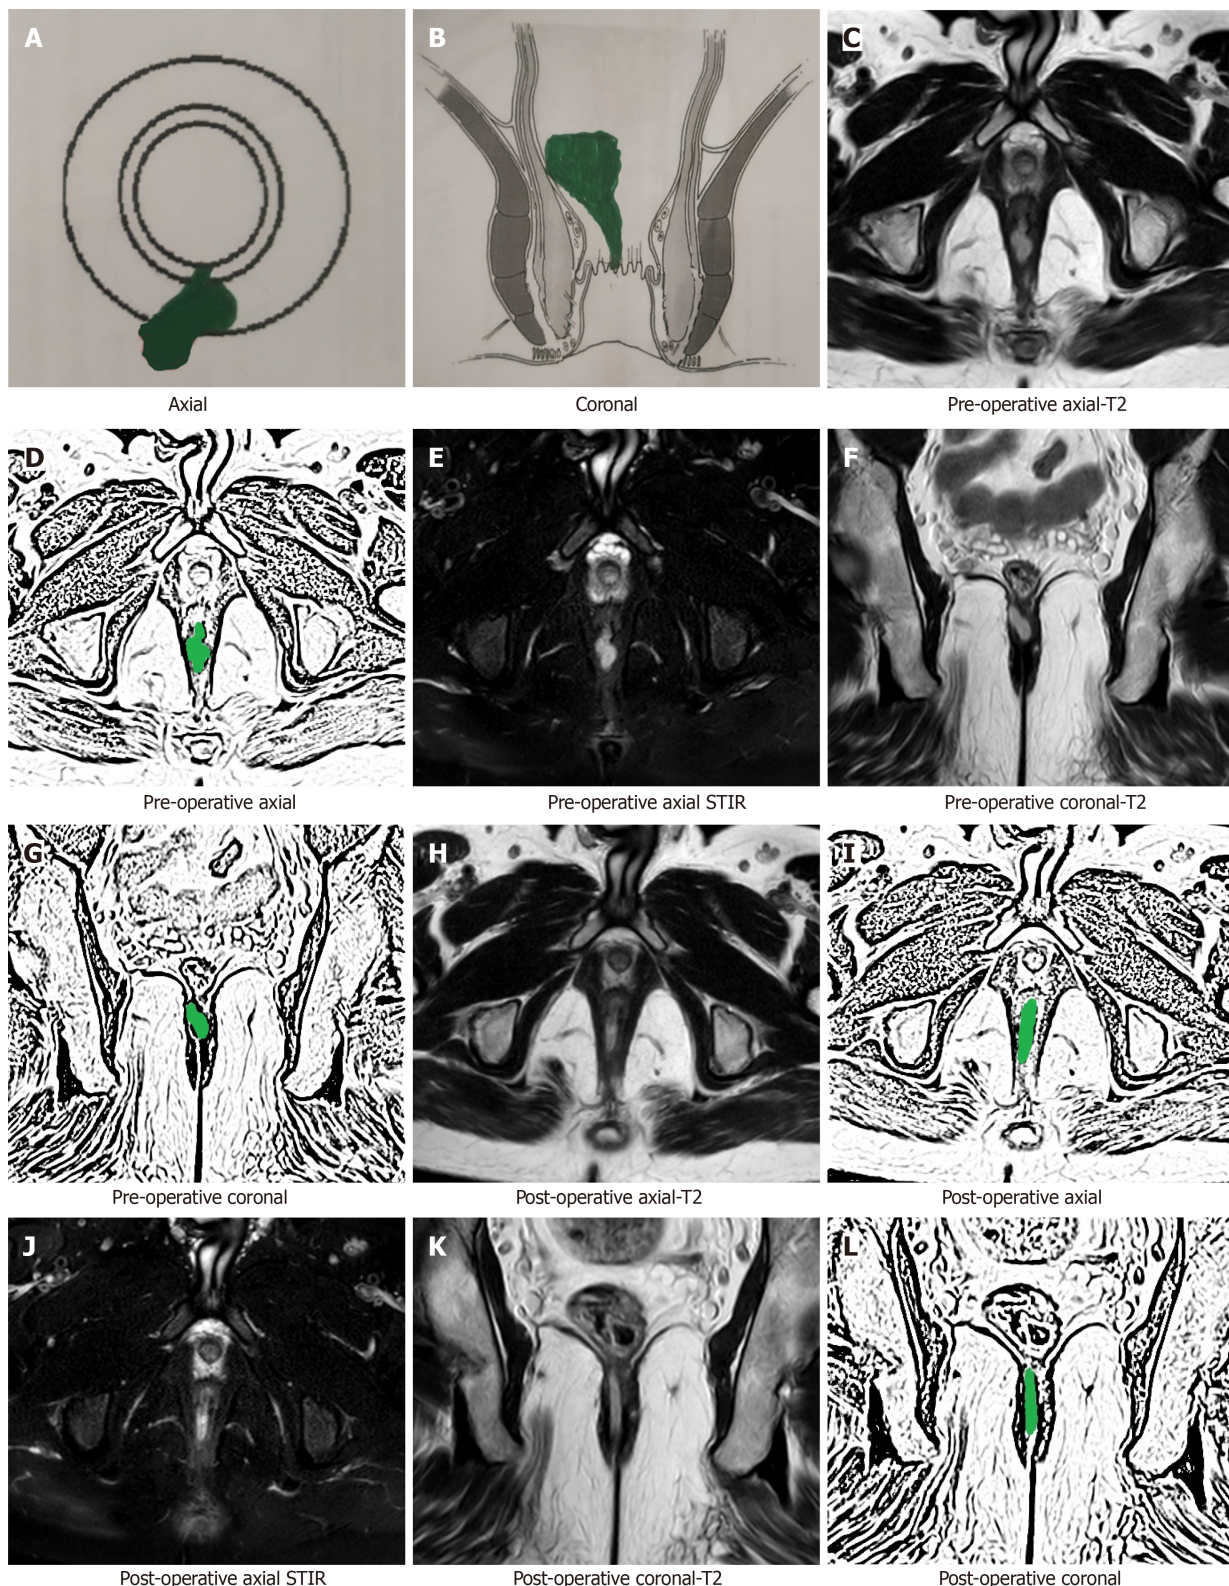 A
B
C
Axial
Coronal
Pre-operative axial-T2
D
E
F
Pre-operative axial
Pre-operative axial STIR
Pre-operative coronal-T2
G
H
I
Pre-operative coronal
Post-operative axial-T2
Post-operative axial
J
K
L
Post-operative axial STIR
Post-operative coronal-T2
Post-operative coronal